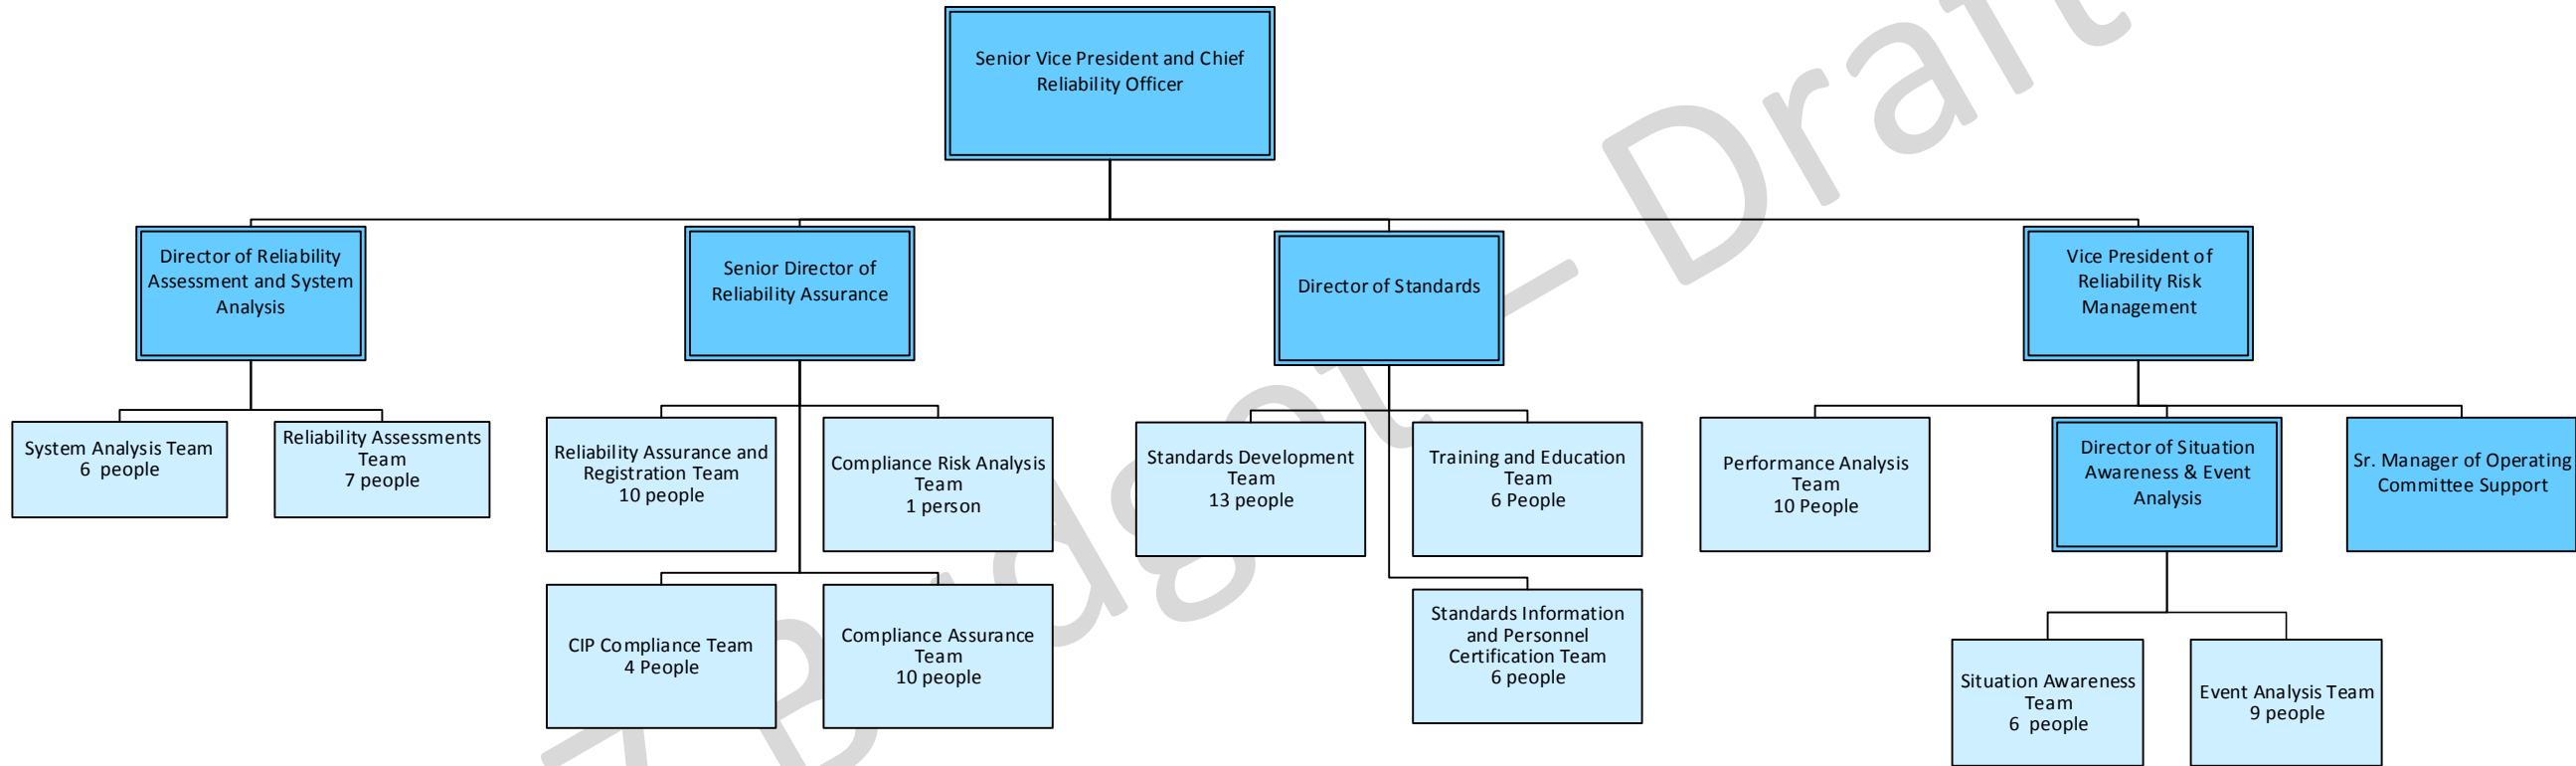 Senior Vice President and Chief
Reliability Officer
Director of Reliability
Assessment and System
Analysis
Senior Director of
Reliability Assurance
Director of Standards
Vice President of
Reliability Risk
Management
System Analysis Team
6 people
Reliability Assessments
Team
7 people
Reliability Assurance and
Registration Team
10 people
Compliance Risk Analysis
Team
1 person
Standards Development
Team
13 people
Training and Education
Team
6 People
Performance Analysis
Team
10 People
Director of Situation
Awareness & Event
Analysis
Sr. Manager of Operating
Committee Support
CIP Compliance Team
4 People
Compliance Assurance
Team
10 people
Standards Information
and Personnel
Certification Team
6 people
Situation Awareness
Team
6 people
Event Analysis Team
9 people
7 Budget – Draft